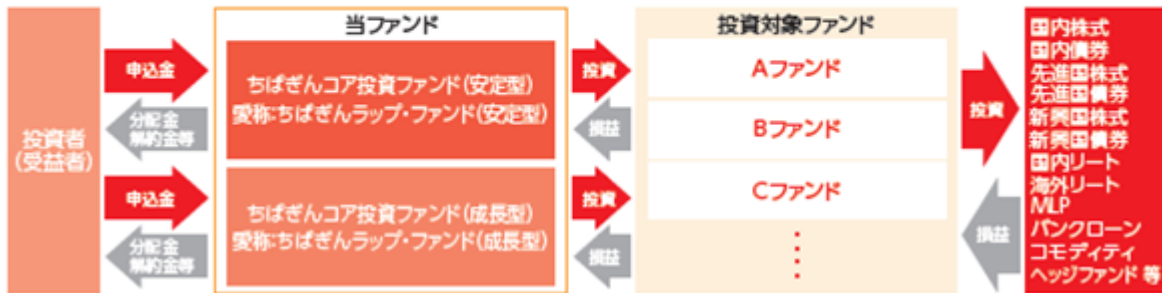 投資者
(受益者)
申込金
分配金
解約金等
申込金
分配金
解約金等
当ファンド
ちばぎんコア投資ファンド(安定型)
愛称:ちばぎんラップ・ファンド(安定型)
ちばぎんコア投資ファンド(成長型)
愛称:ちばぎんラップ・ファンド(成長型)
投資
損益
投資
損益
投資対象ファンド
Aファンド
Bファンド
Cファンド
投資
損益
国内株式
国内債券
先進国株式
先進国債券
新興国株式
新興国債券
国内リート
海外リート
MLP
バンクローン
コモディティ
ヘッジファンド 等